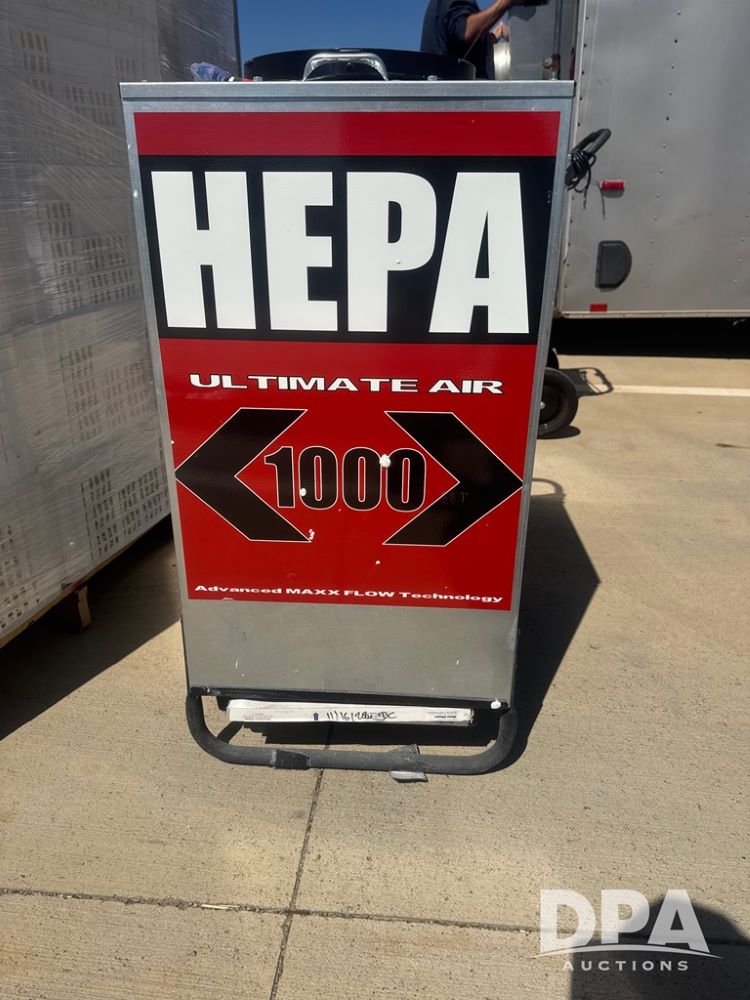 HEPA
ULTIMATE AIR
1000
Advanced MAXX FLOW Technology
DPA
AUCTIONS